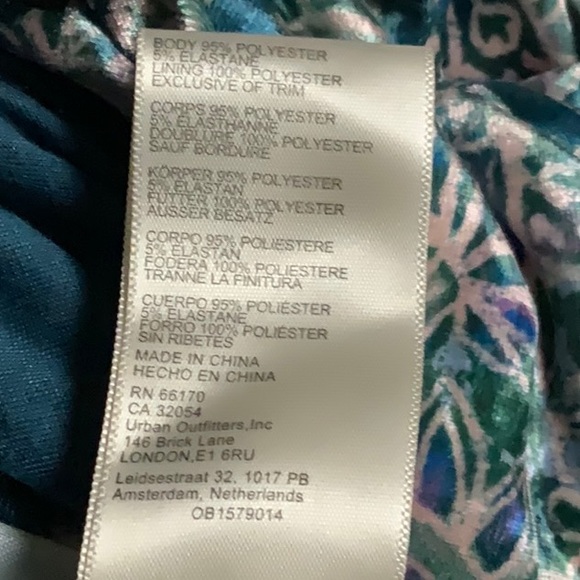 BODY 95% POLYESTER
5% ELASTANE
LINING 100% POLYESTER
EXCLUSIVE OF TRIM
CORPS 95% POLYESTER
5% ELASTHANNE
DOUBLURE 100% POLYESTER
SAUF BORDURE
KÖRPER 95% POLYESTER
5% ELASTAN
FUTTER 100% POLYESTER
AUSSER BESATZ
CORPO 95% POLIESTERE
5% ELASTAN
FODERA 100% POLIESTERE
TRANNE LA FINITURA
CUERPO 95% POLIÉSTER
5% ELASTANE
FORRO 100% POLIÉSTER
SIN RIBETES
MADE IN CHINA
HECHO EN CHINA
RN 66170
CA 32054
Urban Outfitters,Inc
146 Brick Lane
LONDON,E1 6RU
Leidsestraat 32, 1017 PB
Amsterdam, Netherlands
OB1579014